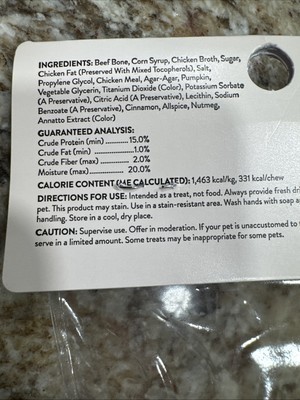 INGREDIENTS: Beef Bone, Corn Syrup, Chicken Broth, Sugar,
Chicken Fat (Preserved With Mixed Tocopherols), Salt,
Propylene Glycol, Chicken Meal, Agar-Agar, Pumpkin,
Vegetable Glycerin, Titanium Dioxide (Color), Potassium Sorbate
(A Preservative), Citric Acid (A Preservative), Lecithin, Sodium
Benzoate (A Preservative), Cinnamon, Allspice, Nutmeg,
Annatto Extract (Color)
GUARANTEED ANALYSIS:
Crude Protein (min) ............15.0%
Crude Fat (min) ..................1.0%
Crude Fiber (max) ............... 2.0%
Moisture (max) .................. 20.0%
CALORIE CONTENT (ME CALCULATED): 1,463 kcal/kg, 331 kcal/chew
DIRECTIONS FOR USE: Intended as a treat, not food. Always provide fresh
pet. This product may stain. Use in a stain-resistant area. Wash hands with soap
handling. Store in a cool, dry place.
CAUTION: Supervise use. Offer in moderation. If your pet is unaccustomed
serve in a limited amount. Some treats may be inappropriate for some pets.